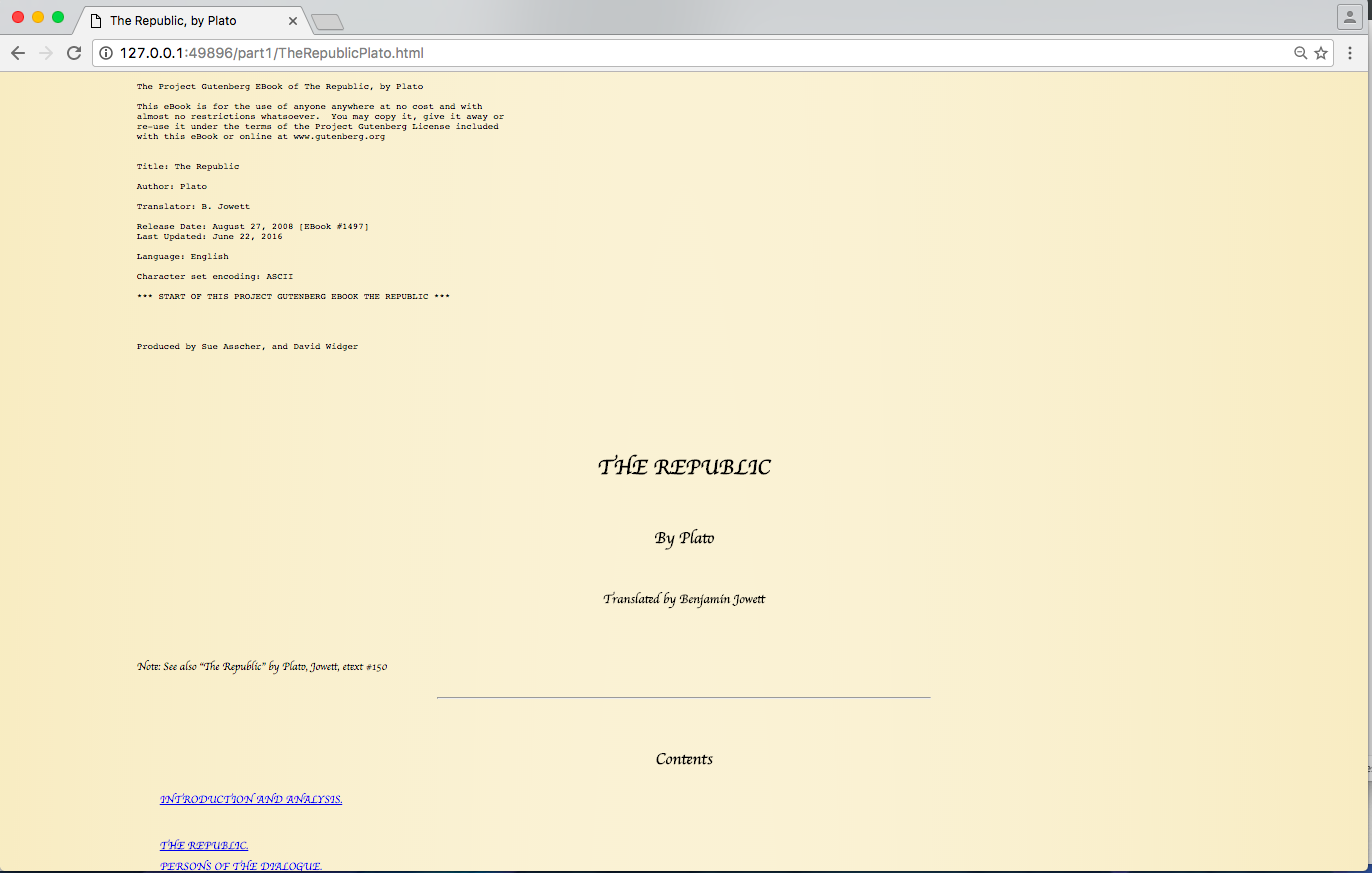 The Republic, by Plato
127.0.0.1:49896/part1/TheRepublicPlato.html
The Project Gutenberg EBook of The Republic, by Plato
This eBook is for the use of anyone anywhere at no cost and with
almost no restrictions whatsoever.  You may copy it, give it away or
re-use it under the terms of the Project Gutenberg License included
with this eBook or online at www.gutenberg.org
Title: The Republic
Author: Plato
Translator: B. Jowett
Release Date: August 27, 2008 [EBook #1497]
Last Updated: June 22, 2016
Language: English
Character set encoding: ASCII
*** START OF THIS PROJECT GUTENBERG EBOOK THE REPUBLIC ***
Produced by Sue Asscher, and David Widger
THE REPUBLIC
By Plato
Translated by Benjamin Jowett
Note: See also “The Republic” by Plato, Jowett, etext #150
Contents
INTRODUCTION AND ANALYSIS.
THE REPUBLIC.
PERSONS OF THE DIALOGUE.